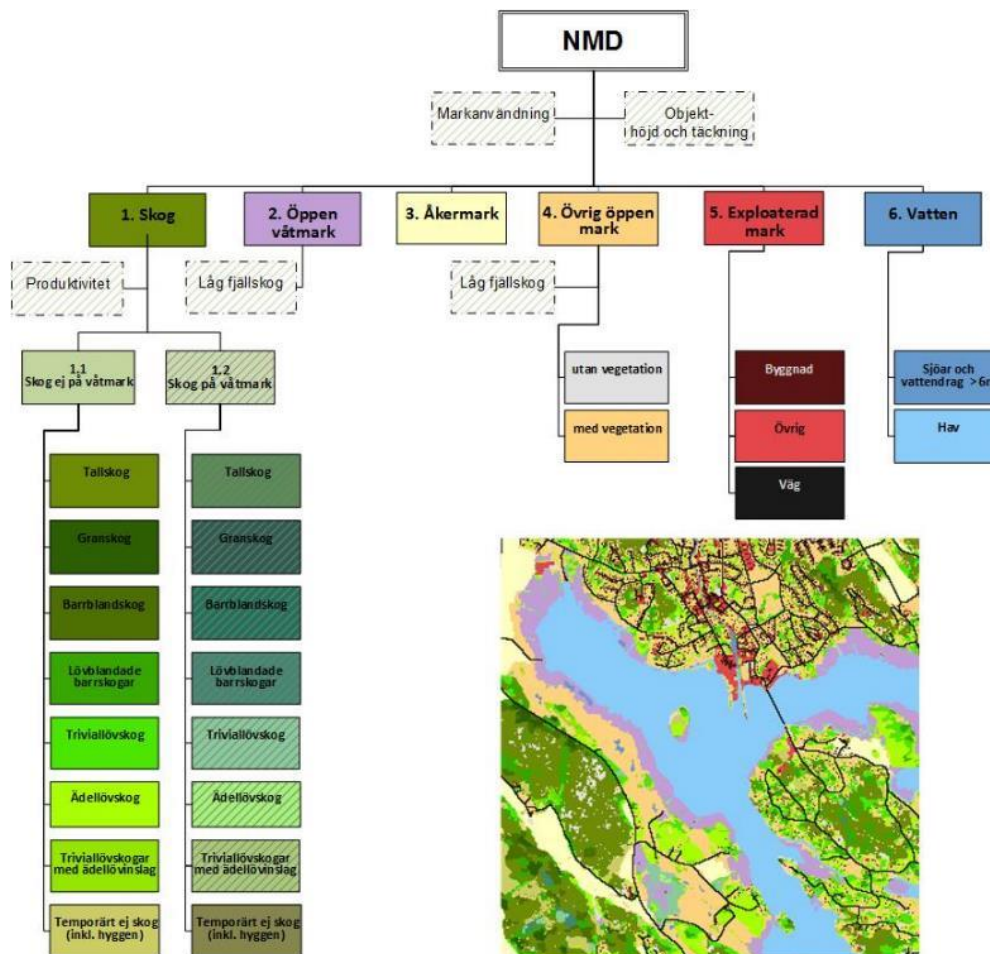 NMD
Markanvändning
Objekt-
höjd och täckning
1. Skog
2. Öppen
våtmark
3. Åkermark
4. Övrig öppen
mark
5. Exploaterad
mark
6. Vatten
Produktivitet
Låg fjällskog
Låg fjällskog
1.1
Skog ej på våtmark
1.2
Skog på våtmark
utan vegetation
med vegetation
Byggnad
Övrig
Väg
Sjöar och
vattendrag >6m
Hav
Tallskog
Granskog
Barrblandskog
Lövblandade
barrskogar
Triviallövskog
Ädellövskog
Triviallövskogar
med ädellövinslag
Temporärt ej skog
(inkl. hyggen)
Tallskog
Granskog
Barrblandskog
Lövblandade
barrskogar
Triviallövskog
Ädellövskog
Triviallövskogar
med ädellövinslag
Temporärt ej skog
(inkl. hyggen)